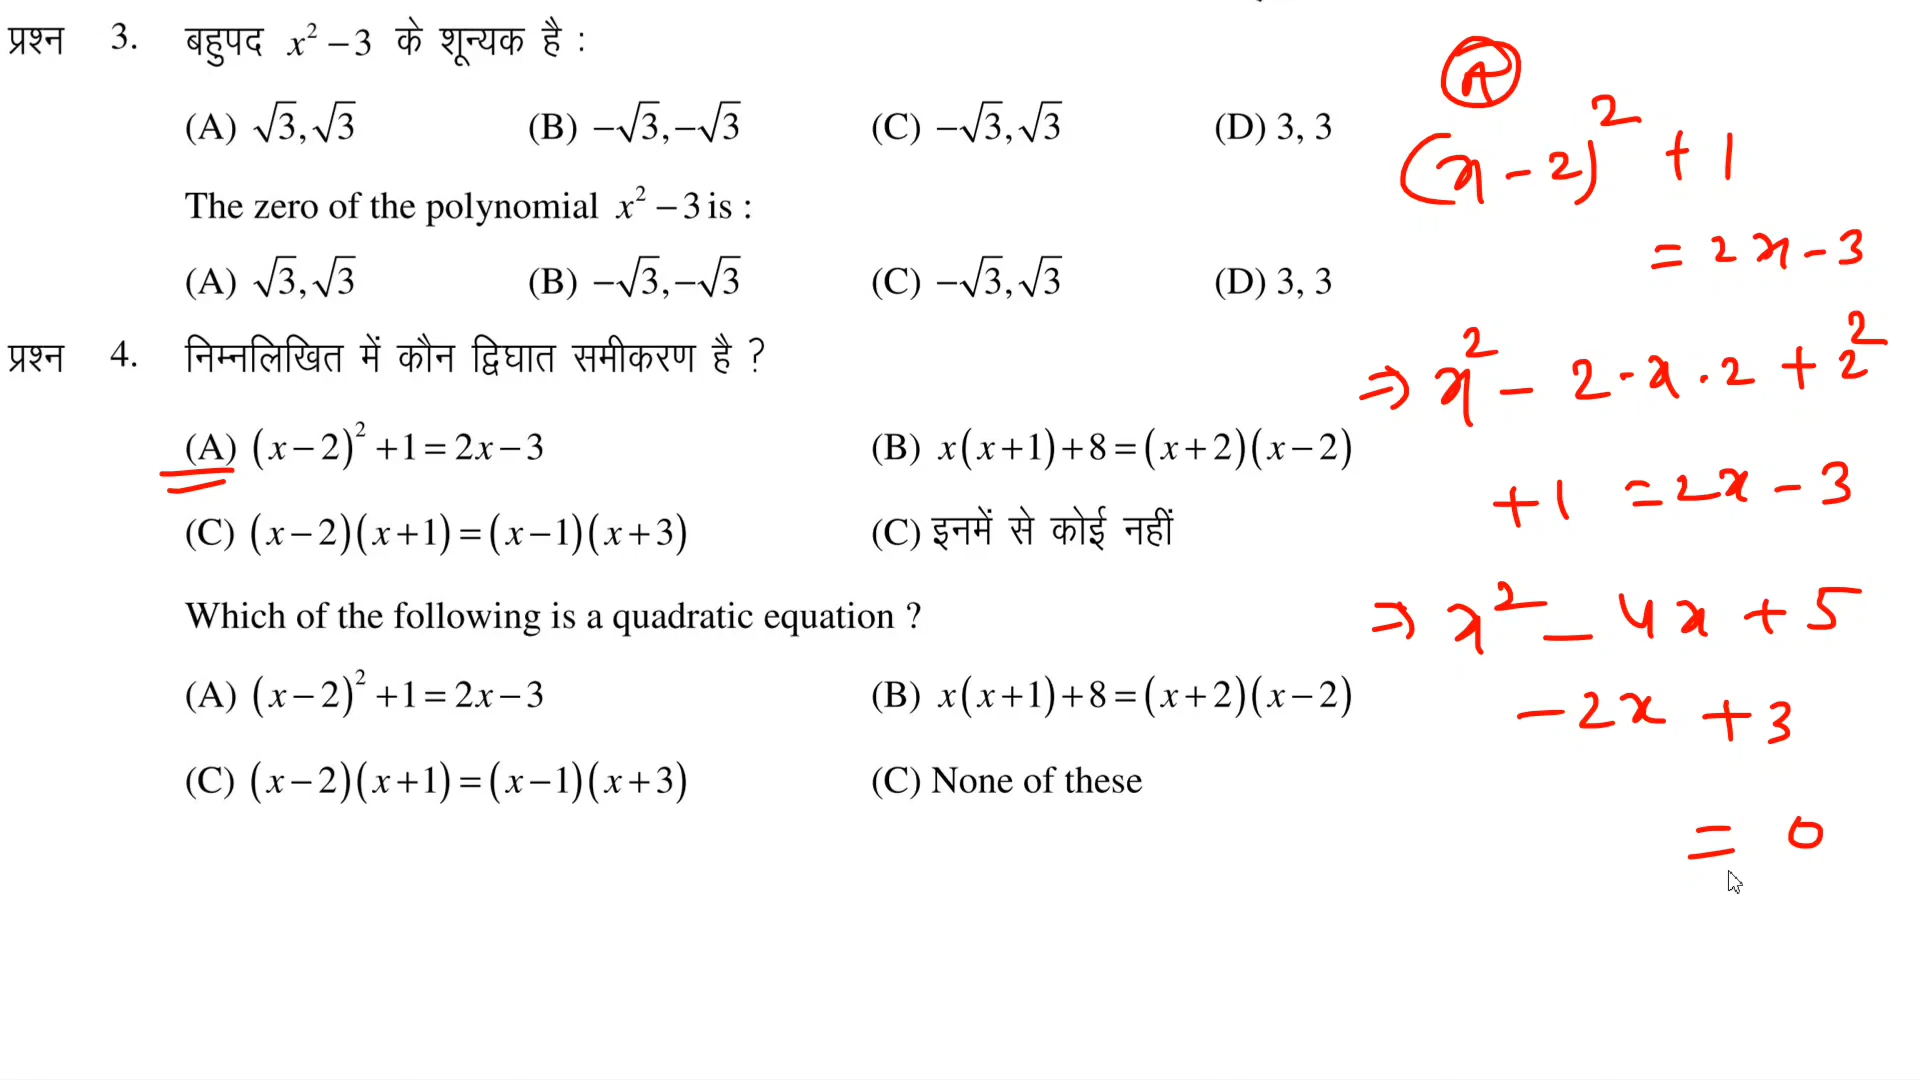 प्रश्न 3. बहुपद x² – 3 के शून्यक है :
(A) √3, √3 (B) –√3, –√3 (C) –√3, √3 (D) 3, 3
The zero of the polynomial x² – 3 is :
(A) √3, √3 (B) –√3, –√3 (C) –√3, √3 (D) 3, 3
प्रश्न 4. निम्नलिखित में कौन द्विघात समीकरण है ?
(A) (x–2)² +1 = 2x–3 (B) x(x+1)+8=(x+2)(x–2)
(C) (x–2)(x+1)=(x–1)(x+3) (C) इनमें से कोई नहीं
Which of the following is a quadratic equation ?
(A) (x–2)² +1 = 2x–3 (B) x(x+1)+8=(x+2)(x–2)
(C) (x–2)(x+1)=(x–1)(x+3) (C) None of these
A
(x – 2)² + 1
= 2x – 3
⇒ x² – 2·x·2 + 2²
+1 = 2x – 3
⇒ x² – 4x + 5
– 2x + 3
= 0